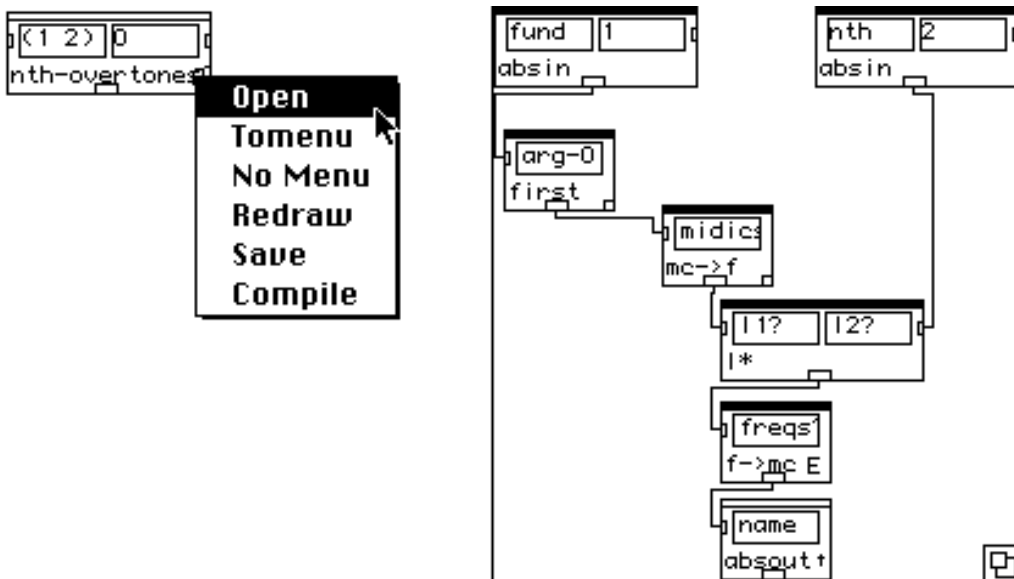 (1 2) 0
nth-overtones
Open
Tomenu
No Menu
Redraw
Save
Compile
fund 1
absin
nth 2
absin
arg-0
first
midics
mc->f
l1? l2?
l*
freqs?
f->mc E
name
absout↑